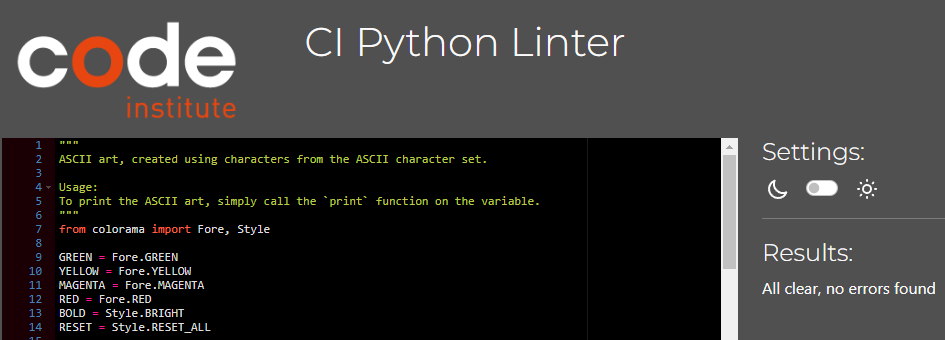 code
institute
CI Python Linter
1 """
2 ASCII art, created using characters from the ASCII character set.
3
4 Usage:
5 To print the ASCII art, simply call the `print` function on the variable.
6 """
7 from colorama import Fore, Style
8
9 GREEN = Fore.GREEN
10 YELLOW = Fore.YELLOW
11 MAGENTA = Fore.MAGENTA
12 RED = Fore.RED
13 BOLD = Style.BRIGHT
14 RESET = Style.RESET_ALL
15
Settings:
Results:
All clear, no errors found